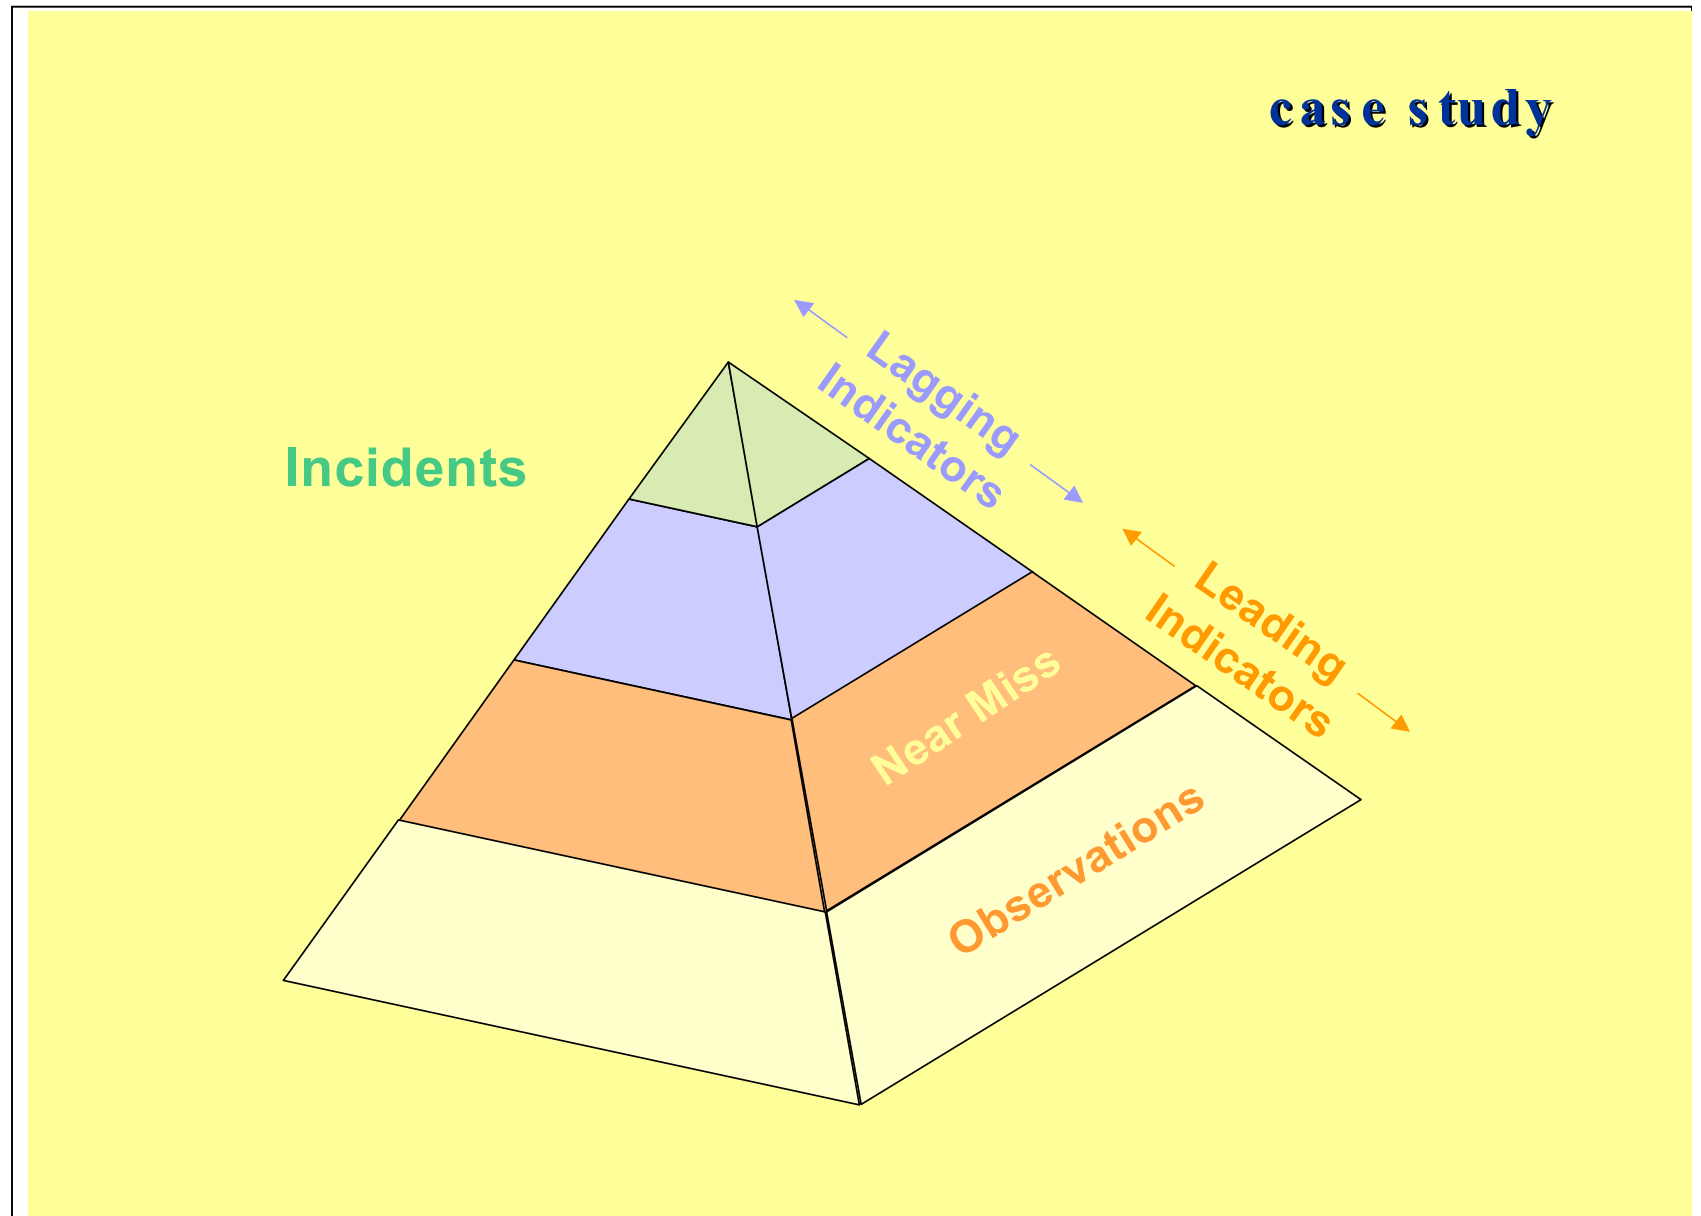 case study
Lagging
Indicators
Incidents
Leading
Indicators
Near Miss
Observations